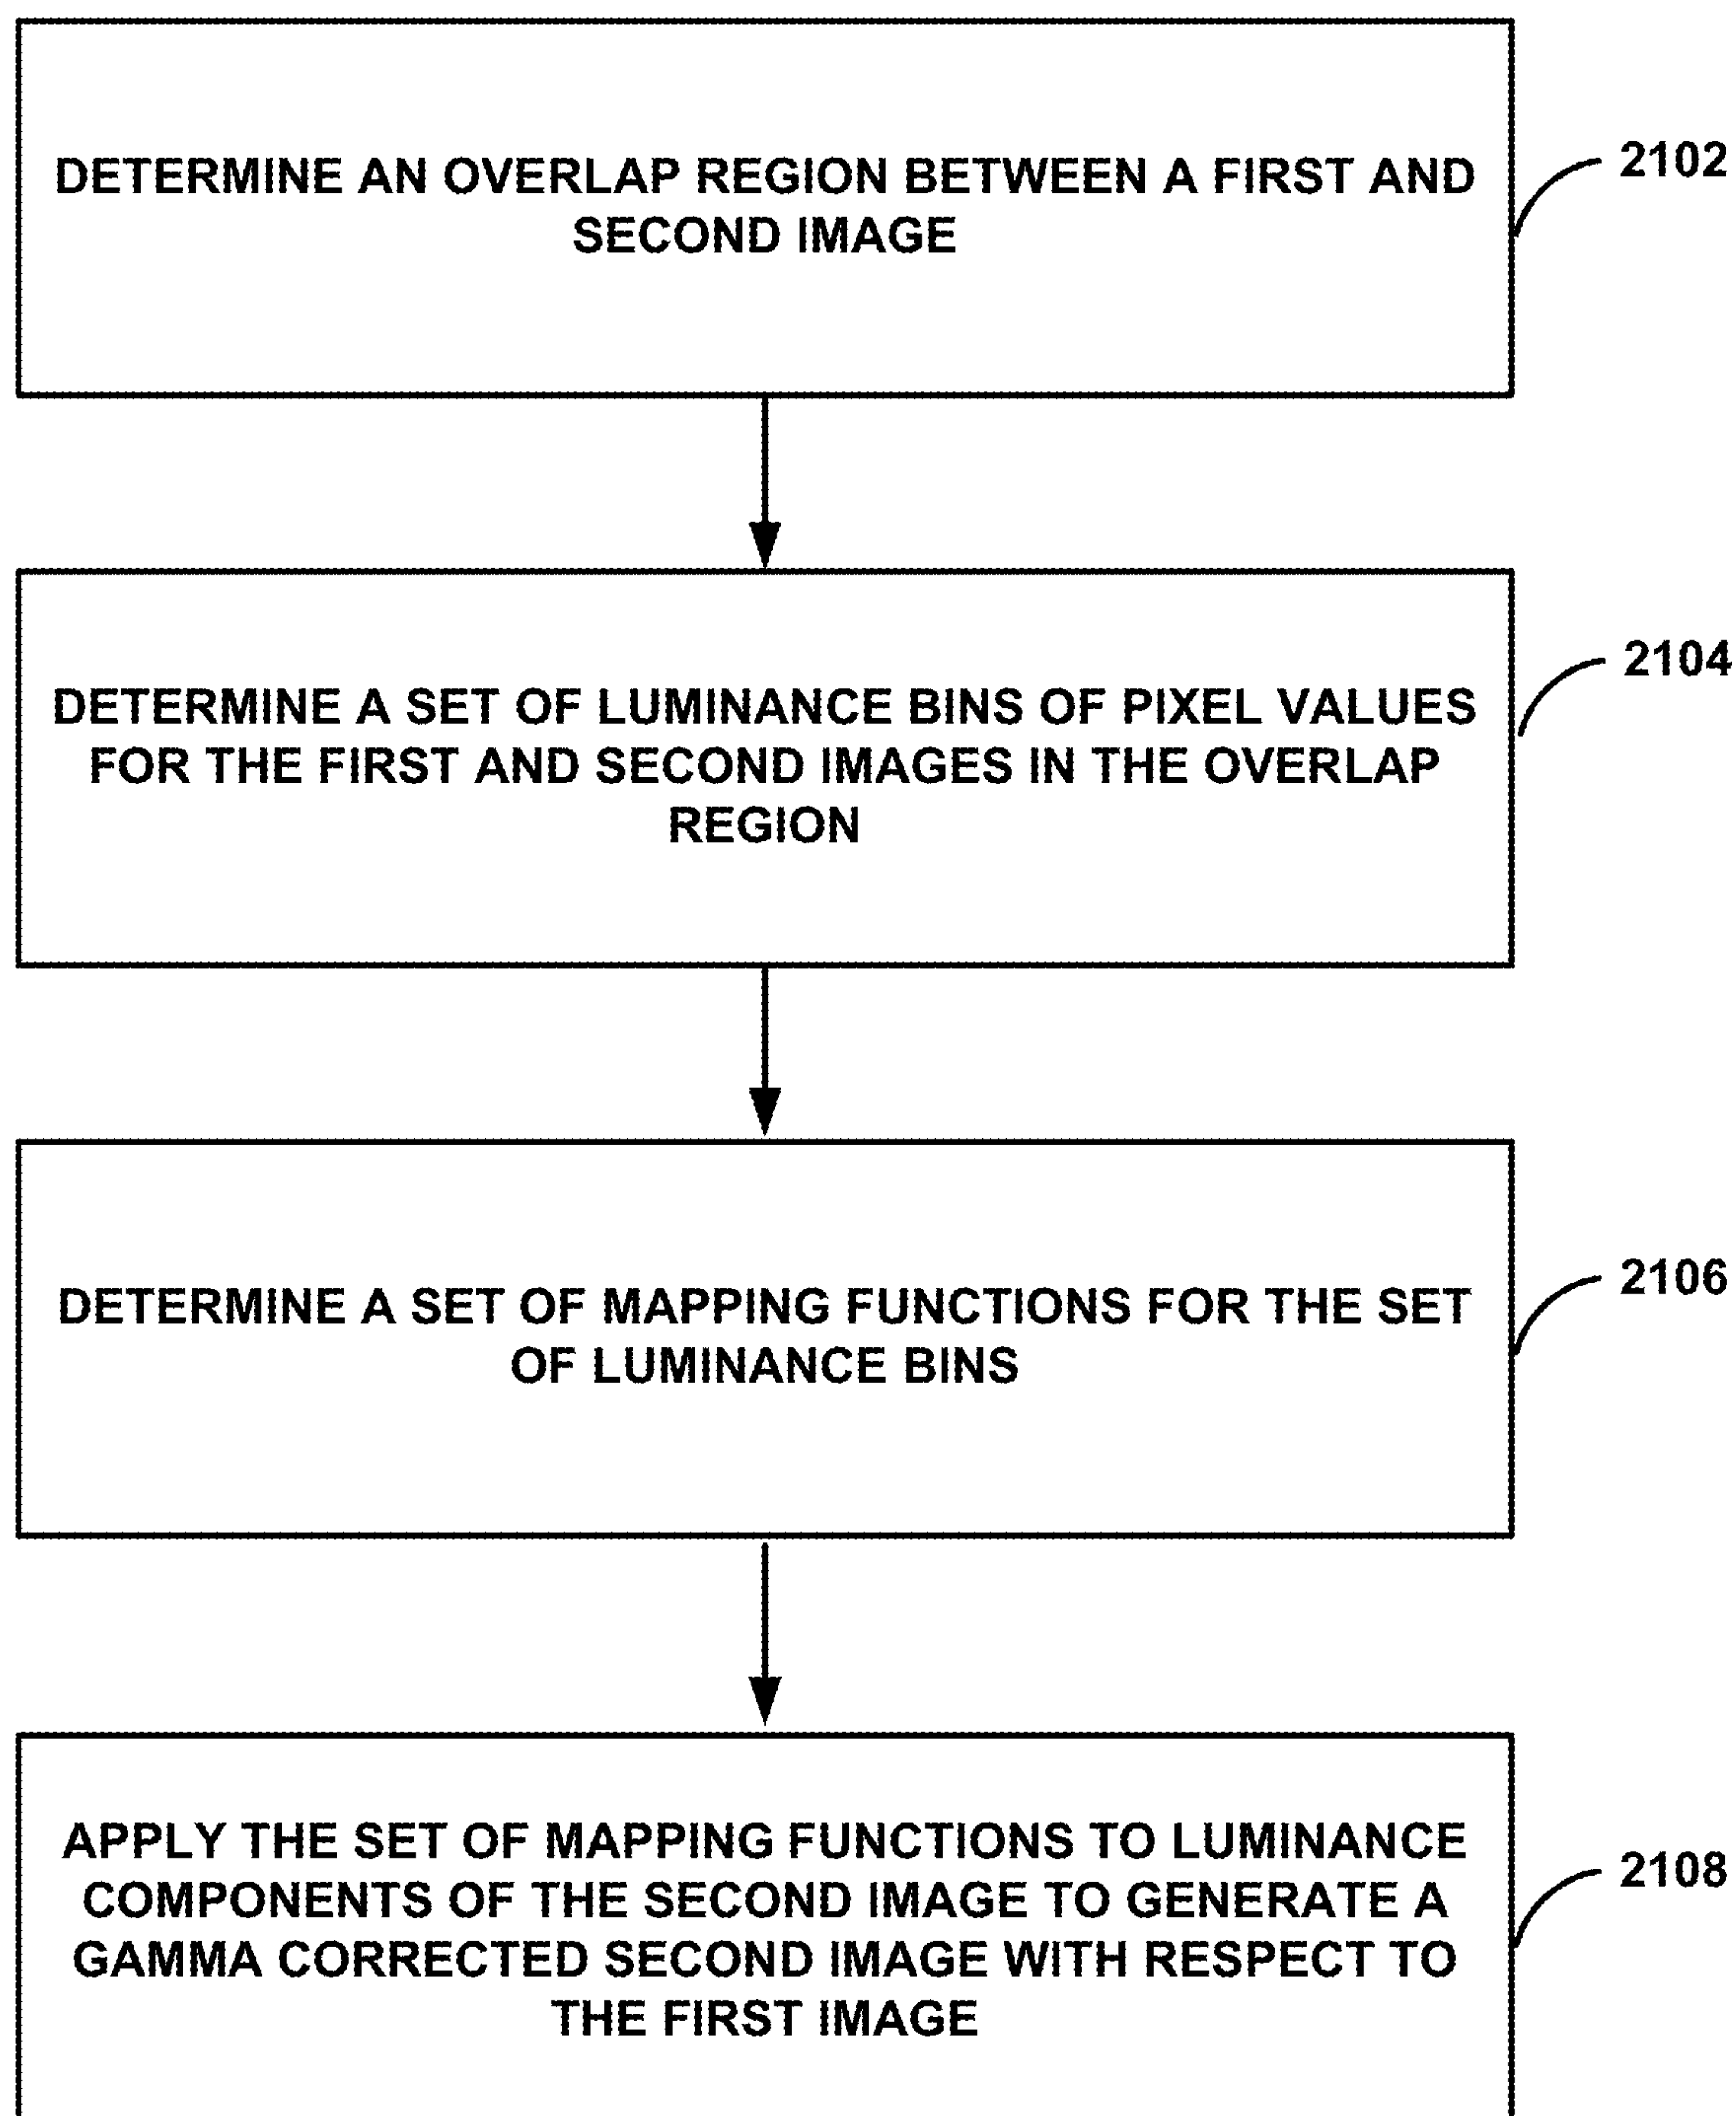 DETERMINE AN OVERLAP REGION BETWEEN A FIRST AND
SECOND IMAGE
2102
DETERMINE A SET OF LUMINANCE BINS OF PIXEL VALUES
FOR THE FIRST AND SECOND IMAGES IN THE OVERLAP
REGION
2104
DETERMINE A SET OF MAPPING FUNCTIONS FOR THE SET
OF LUMINANCE BINS
2106
APPLY THE SET OF MAPPING FUNCTIONS TO LUMINANCE
COMPONENTS OF THE SECOND IMAGE TO GENERATE A
GAMMA CORRECTED SECOND IMAGE WITH RESPECT TO
THE FIRST IMAGE
2108